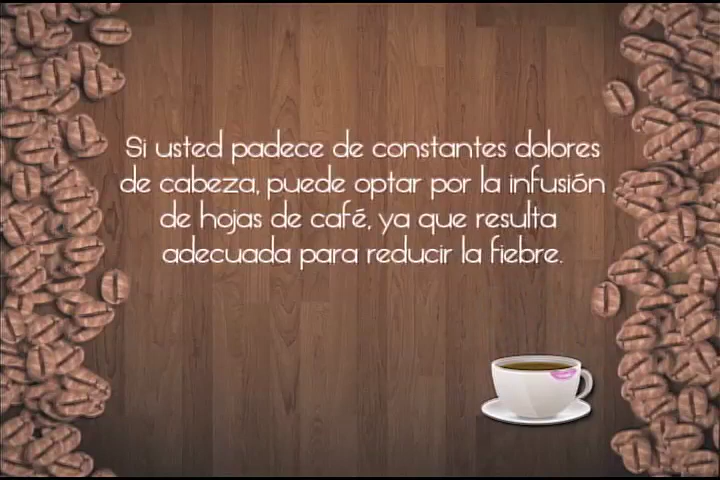 Si usted padece de constantes dolores
de cabeza, puede optar por la infusión
de hojas de café, ya que resulta
adecuada para reducir la fiebre.